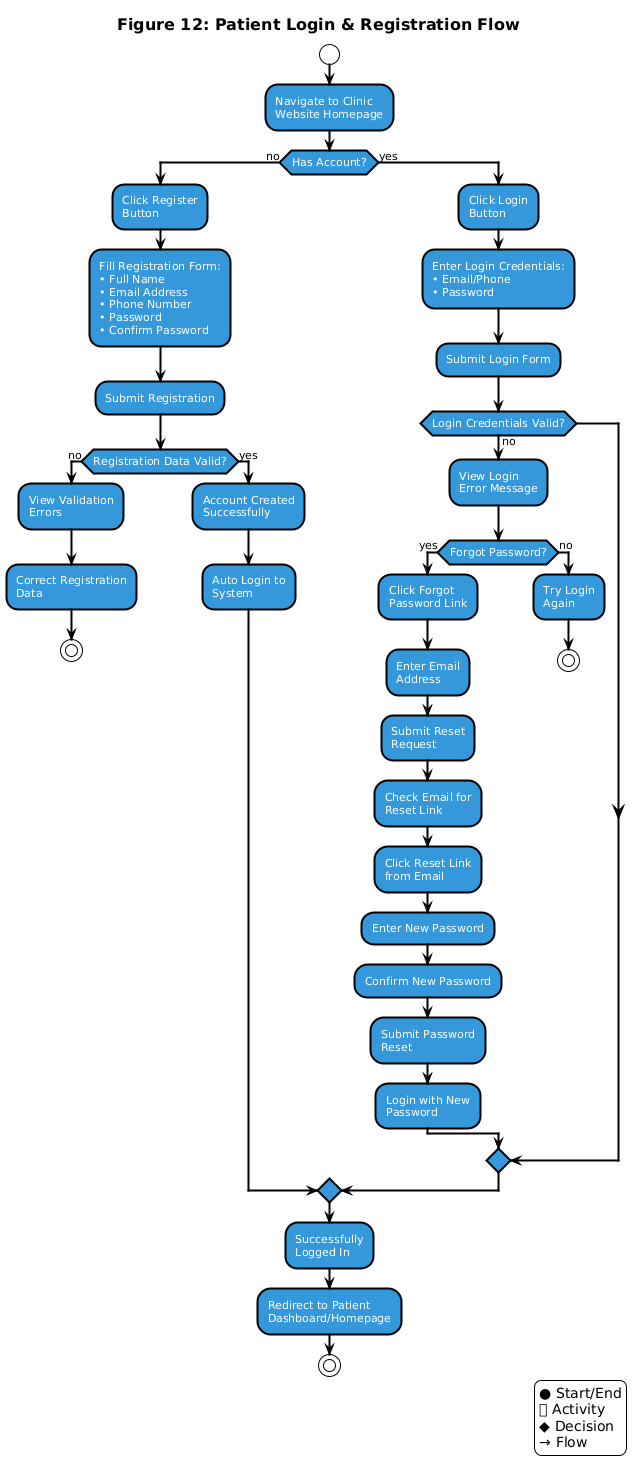 Figure 12: Patient Login & Registration Flow
Navigate to Clinic
Website Homepage
no
Has Account?
yes
Click Register
Button
Fill Registration Form:
• Full Name
• Email Address
• Phone Number
• Password
• Confirm Password
Submit Registration
no
Registration Data Valid?
yes
View Validation
Errors
Correct Registration
Data
Account Created
Successfully
Auto Login to
System
Click Login
Button
Enter Login Credentials:
• Email/Phone
• Password
Submit Login Form
Login Credentials Valid?
no
View Login
Error Message
yes
Forgot Password?
no
Click Forgot
Password Link
Enter Email
Address
Submit Reset
Request
Check Email for
Reset Link
Click Reset Link
from Email
Enter New Password
Confirm New Password
Submit Password
Reset
Login with New
Password
Try Login
Again
Successfully
Logged In
Redirect to Patient
Dashboard/Homepage
● Start/End
▯ Activity
◆ Decision
→ Flow